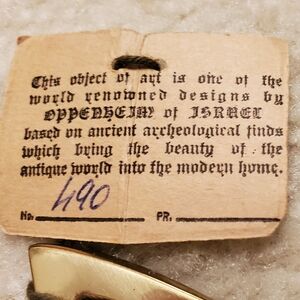 This object of art is one of the
world renowned designs by
OPPENHEIM of ISRAEL
based on ancient archeological finds
which bring the beauty of the
antique world into the modern home.
490
No. PR.